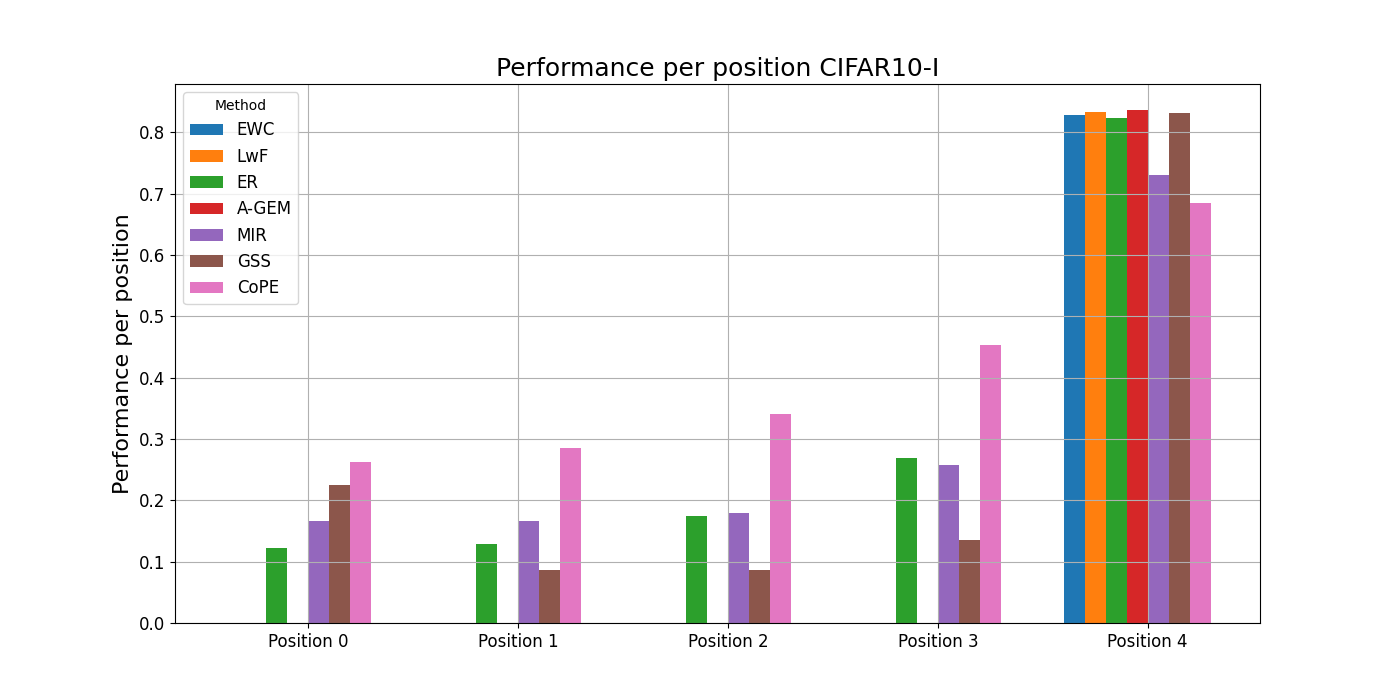 Performance per position CIFAR10-I
Method
EWC
LwF
ER
A-GEM
MIR
GSS
CoPE
Performance per position
0.8
0.7
0.6
0.5
0.4
0.3
0.2
0.1
0.0
Position 0
Position 1
Position 2
Position 3
Position 4